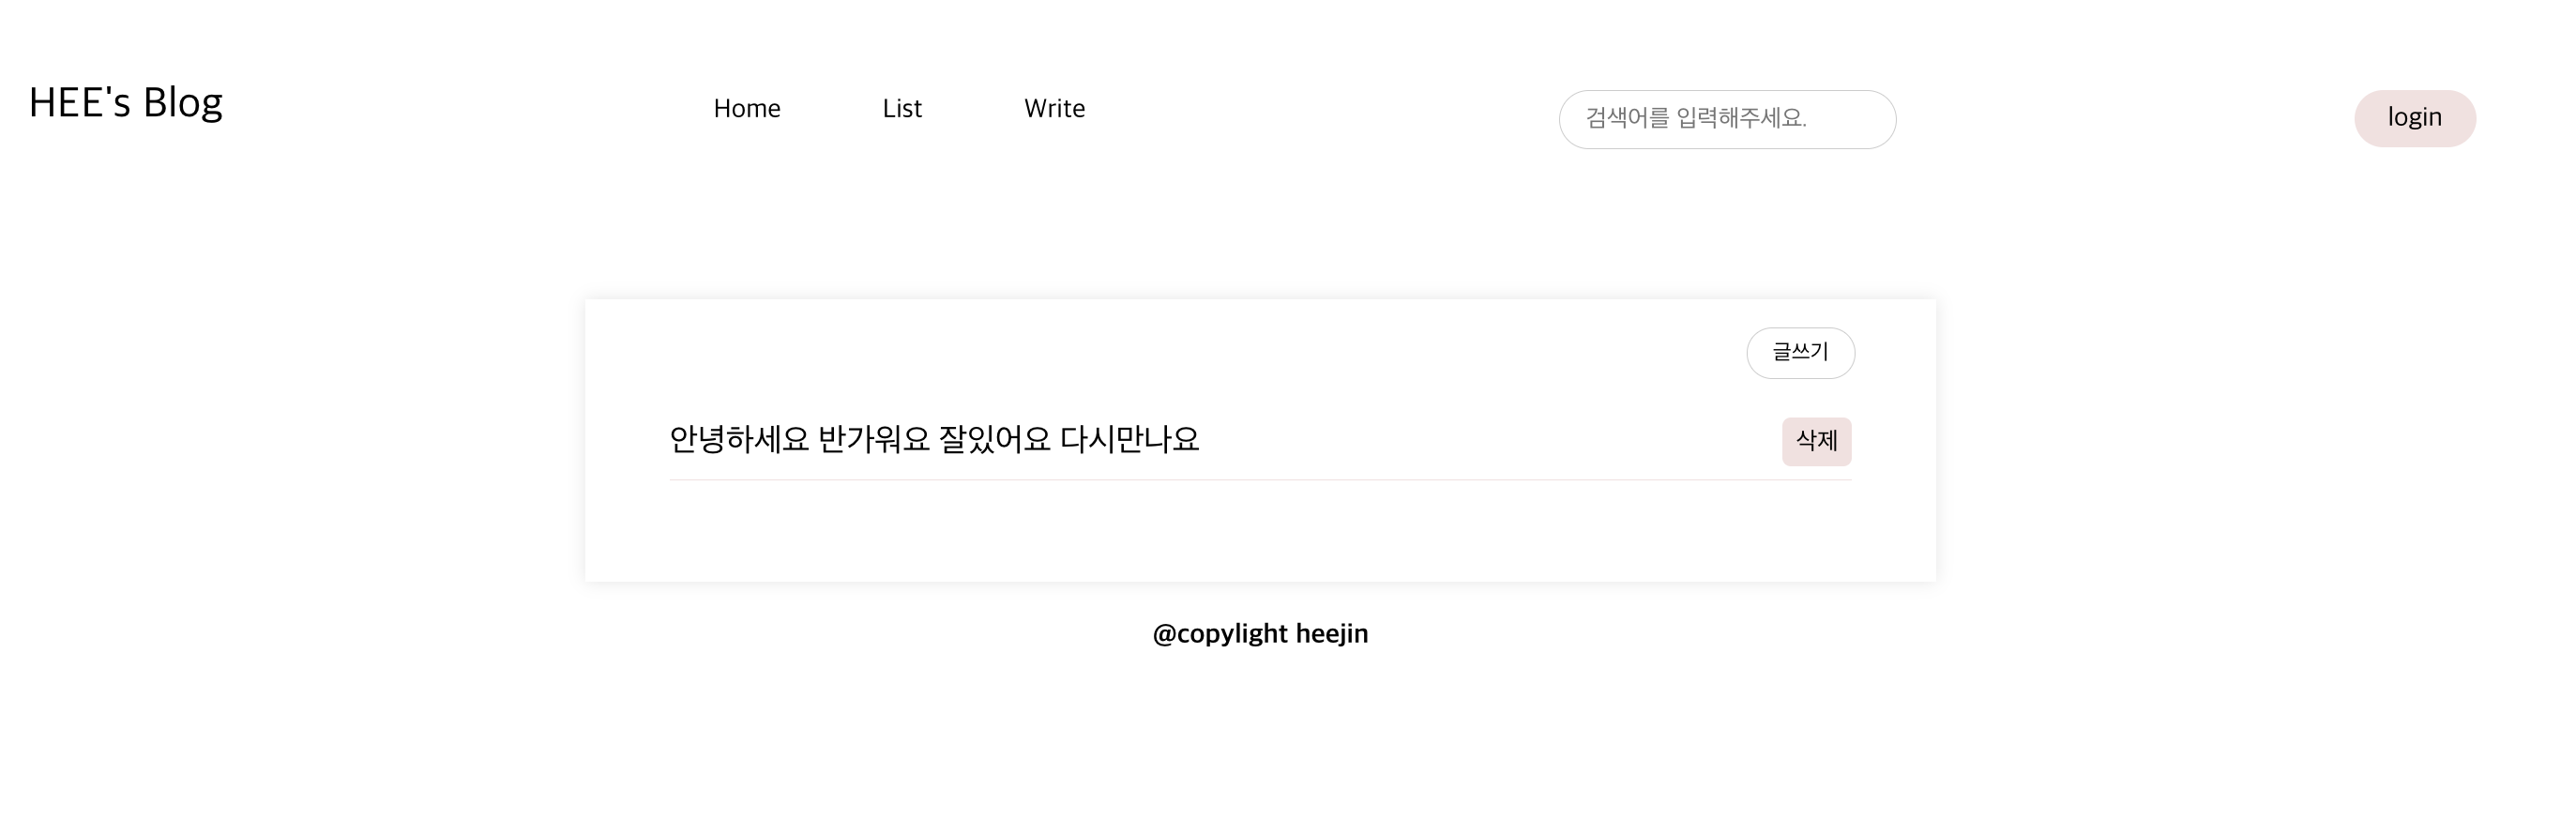 HEE's Blog
Home List Write
검색어를 입력해주세요.
login
글쓰기
안녕하세요 반가워요 잘있어요 다시만나요
삭제
@copylight heejin